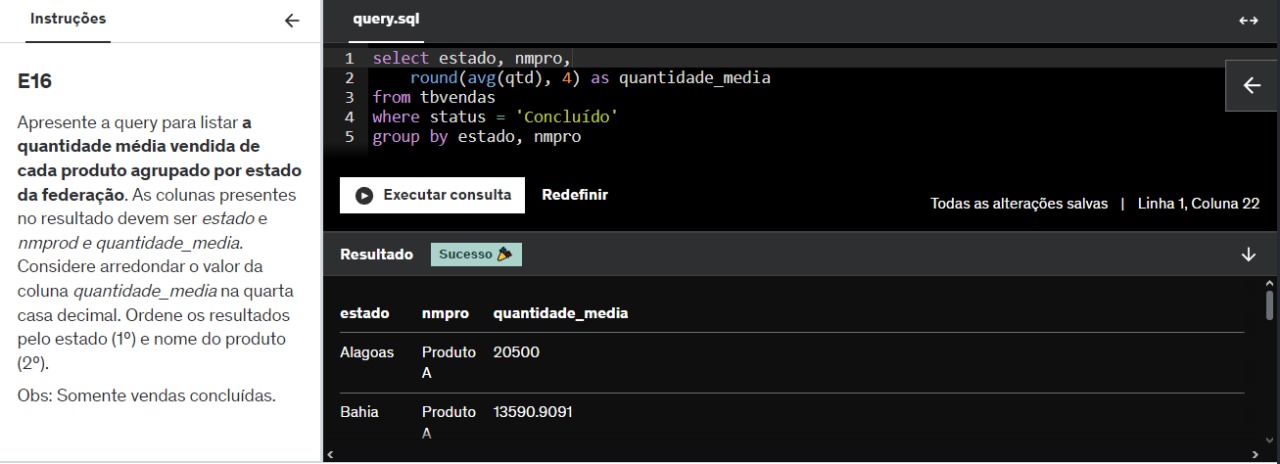 Instruções
E16
Apresente a query para listar a
quantidade média vendida de
cada produto agrupado por estado
da federação. As colunas presentes
no resultado devem ser estado e
nmprod e quantidade_media.
Considere arredondar o valor da
coluna quantidade_media na quarta
casa decimal. Ordene os resultados
pelo estado (1º) e nome do produto
(2º).
Obs: Somente vendas concluídas.
query.sql
1 select estado, nmpro,
2 round(avg(qtd), 4) as quantidade_media
3 from tbvendas
4 where status = 'Concluído'
5 group by estado, nmpro
Executar consulta Redefinir
Todas as alterações salvas | Linha 1, Coluna 22
Resultado Sucesso
estado nmpro quantidade_media
Alagoas Produto 20500
A
Bahia Produto 13590.9091
A